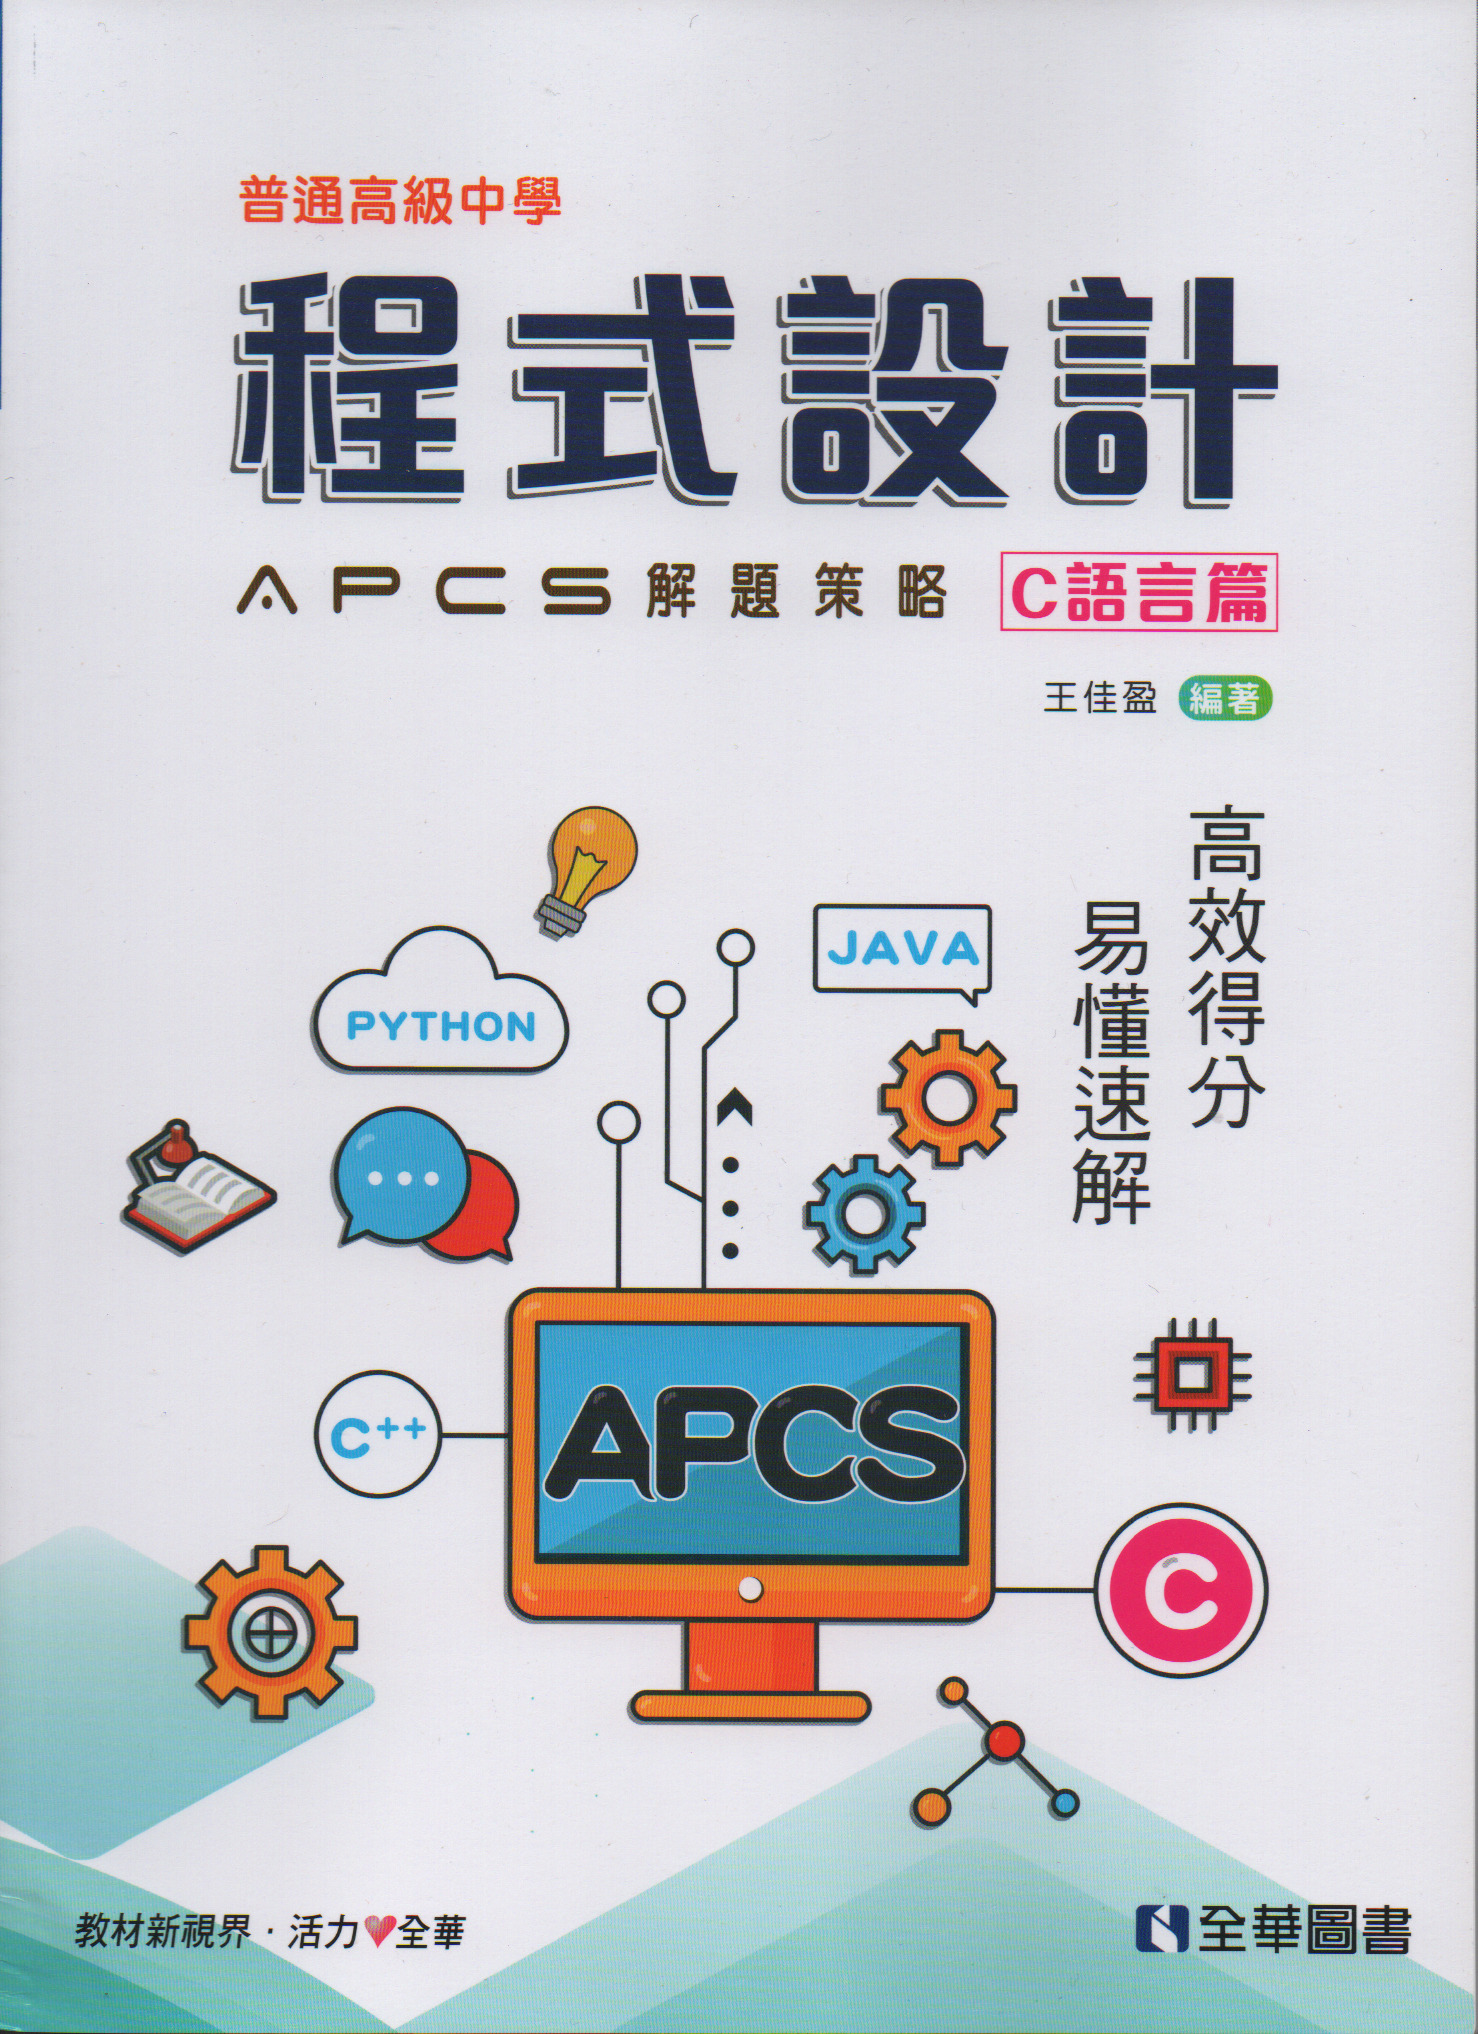 普通高級中學
程式設計
APCS解題策略 C語言篇
王佳盈 編著
高效得分
易懂速解
JAVA
PYTHON
APCS
C++
C
教材新視界·活力♥全華
全華圖書